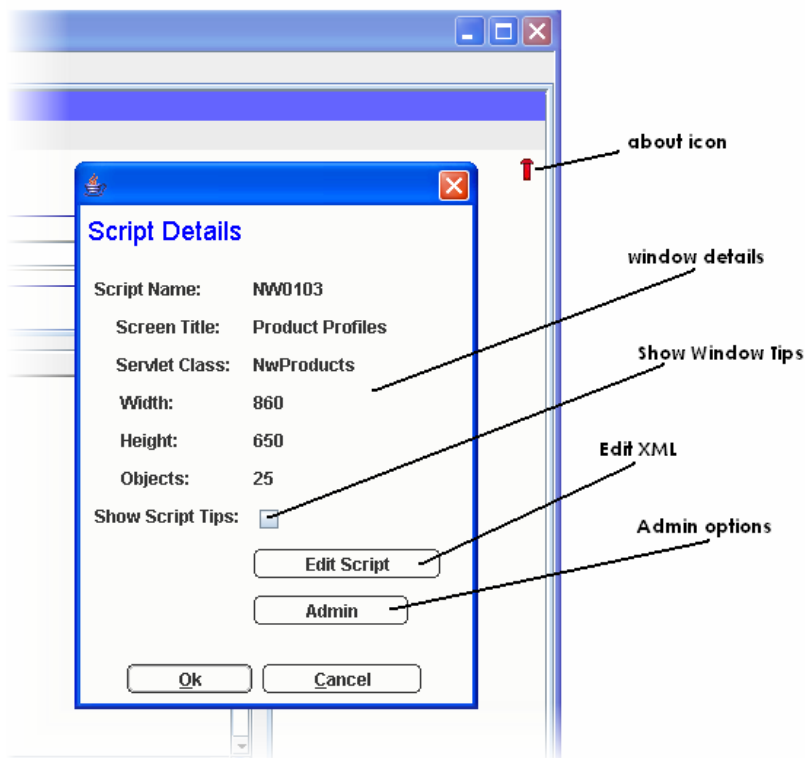 about icon
Script Details
window details
Script Name: NW0103
Screen Title: Product Profiles
Servlet Class: NwProducts
Show Window Tips
Width: 860
Height: 650
Edit XML
Objects: 25
Show Script Tips:
Admin options
Edit Script
Admin
Ok Cancel